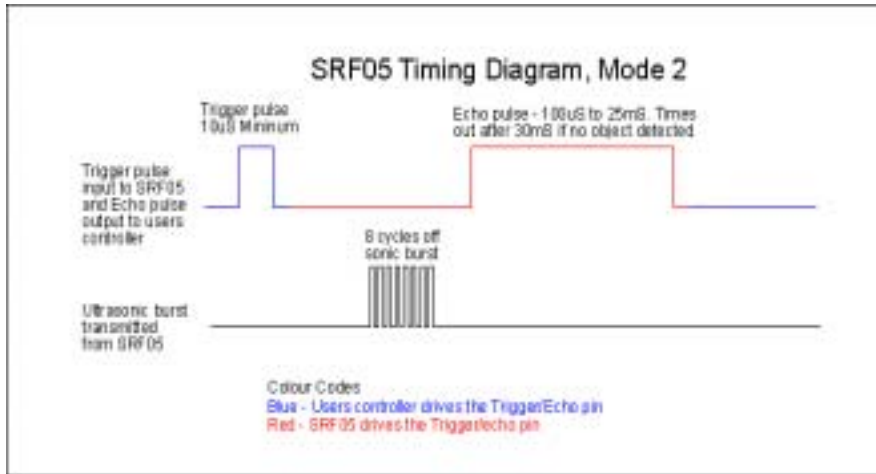 SRF05 Timing Diagram, Mode 2
Trigger pulse
10uS Minimum
Echo pulse - 100uS to 25mS. Times
out after 30mS if no object detected
Trigger pulse
input to SRF05
and Echo pulse
output to users
controller
8 cycles off
sonic burst
Ultrasonic burst
transmitted
from SRF05
Colour Codes
Blue - Users controller drives the Trigger/Echo pin
Red - SRF05 drives the Trigger/echo pin